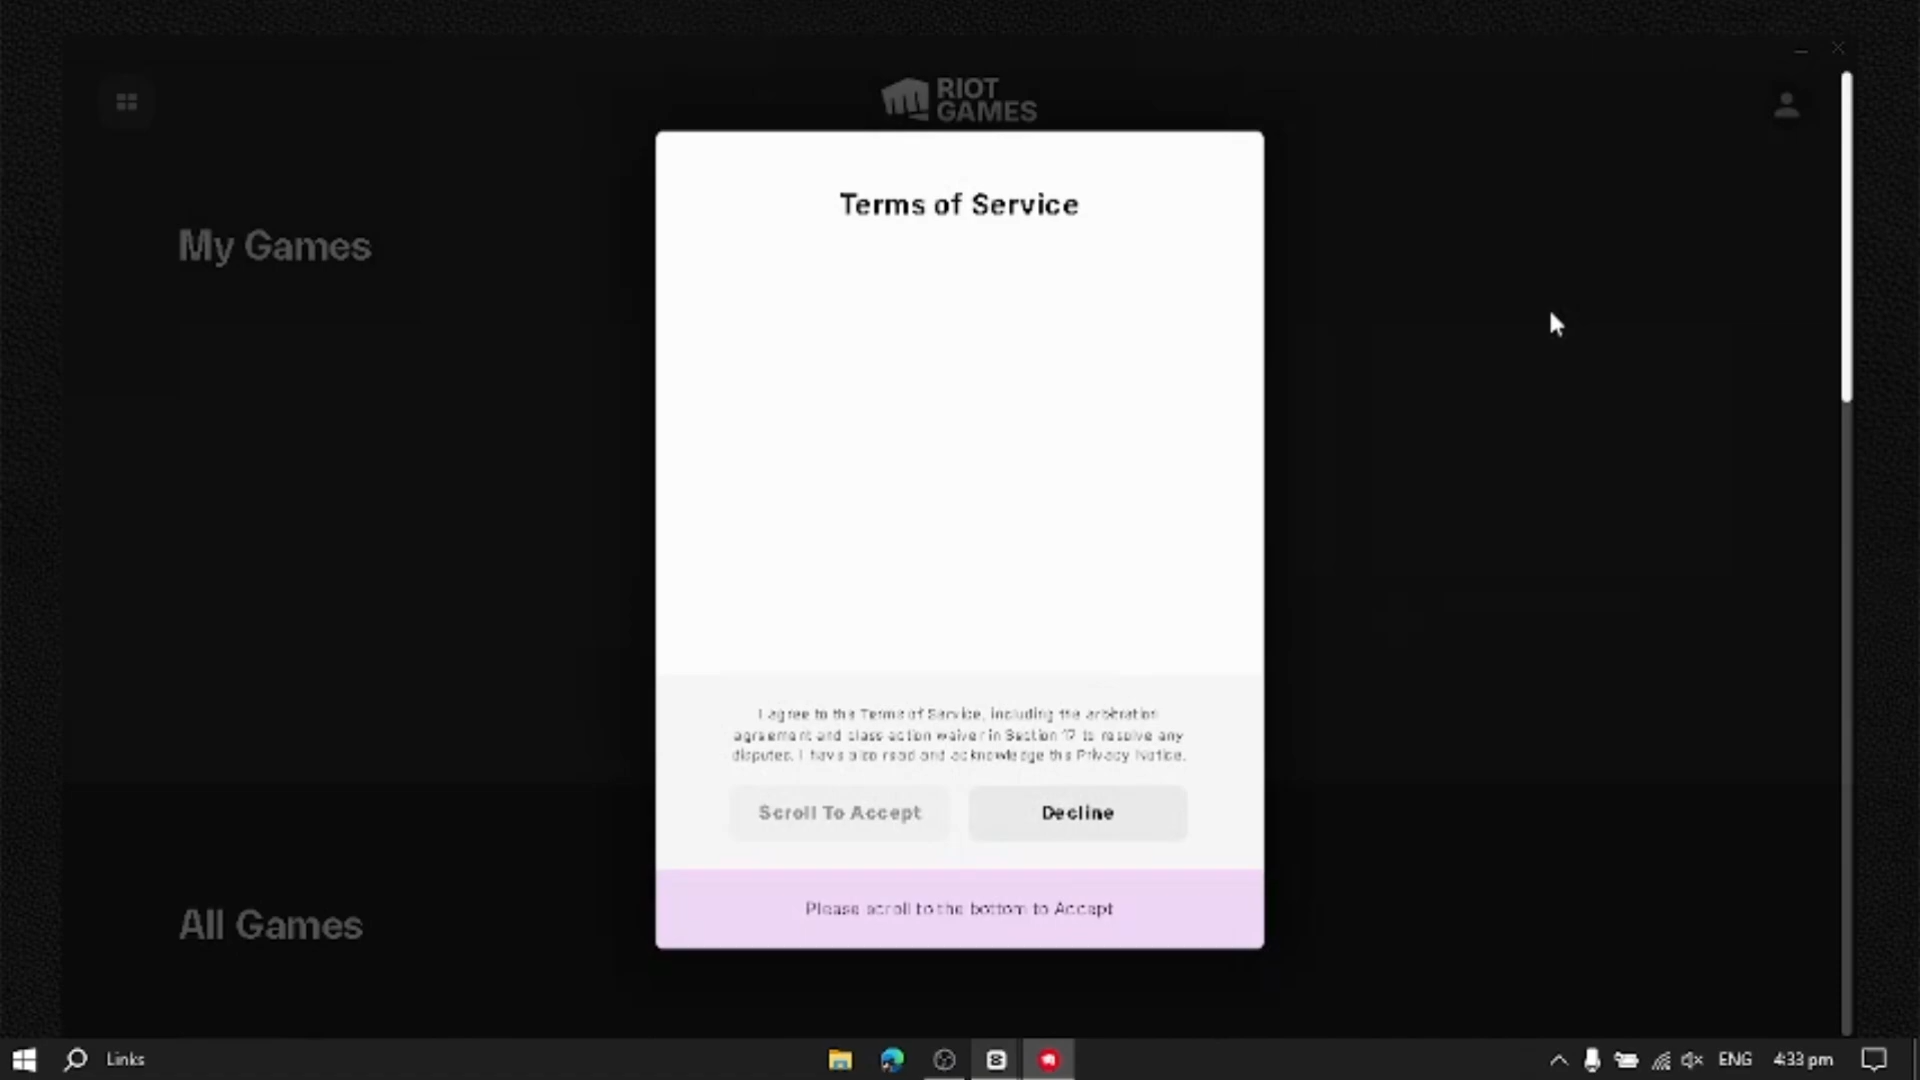 RIOT
GAMES
Terms of Service
My Games
I agree to the Terms of Service, including the arbitration
agreement and class action waiver in Section 17 to resolve any
disputes. I have also read and acknowledge this Privacy Notice.
Scroll To Accept
Decline
Please scroll to the bottom to Accept
All Games
Links
ENG
4:33 pm